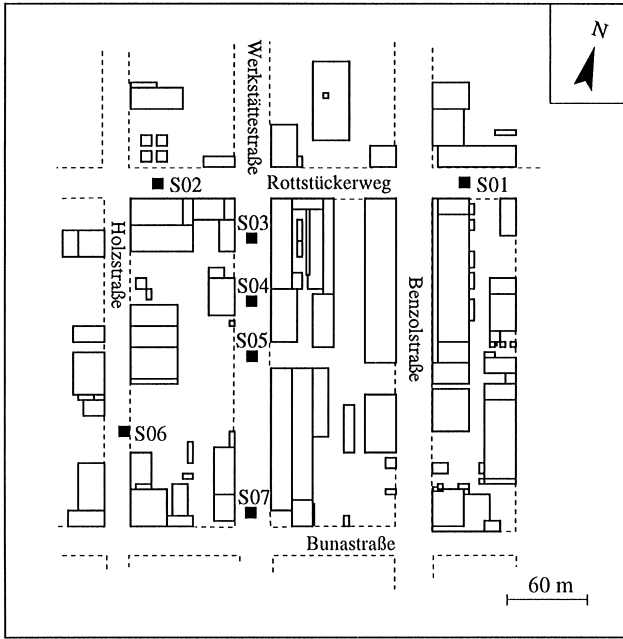 N
Werkstättestraße
S02
Rottstückerweg
S01
S03
Holzstraße
S04
Benzolstraße
S05
S06
S07
Bunastraße
60 m